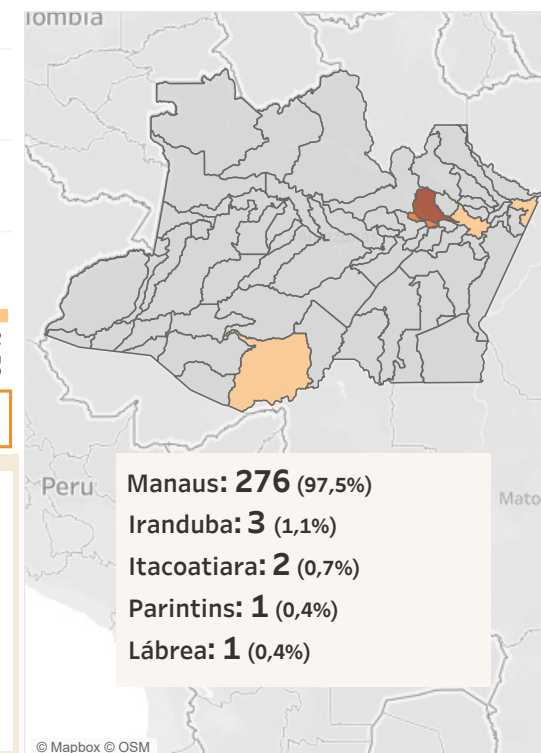 lombia
Peru
Mato
Manaus: 276 (97,5%)
Iranduba: 3 (1,1%)
Itacoatiara: 2 (0,7%)
Parintins: 1 (0,4%)
Lábrea: 1 (0,4%)
© Mapbox © OSM